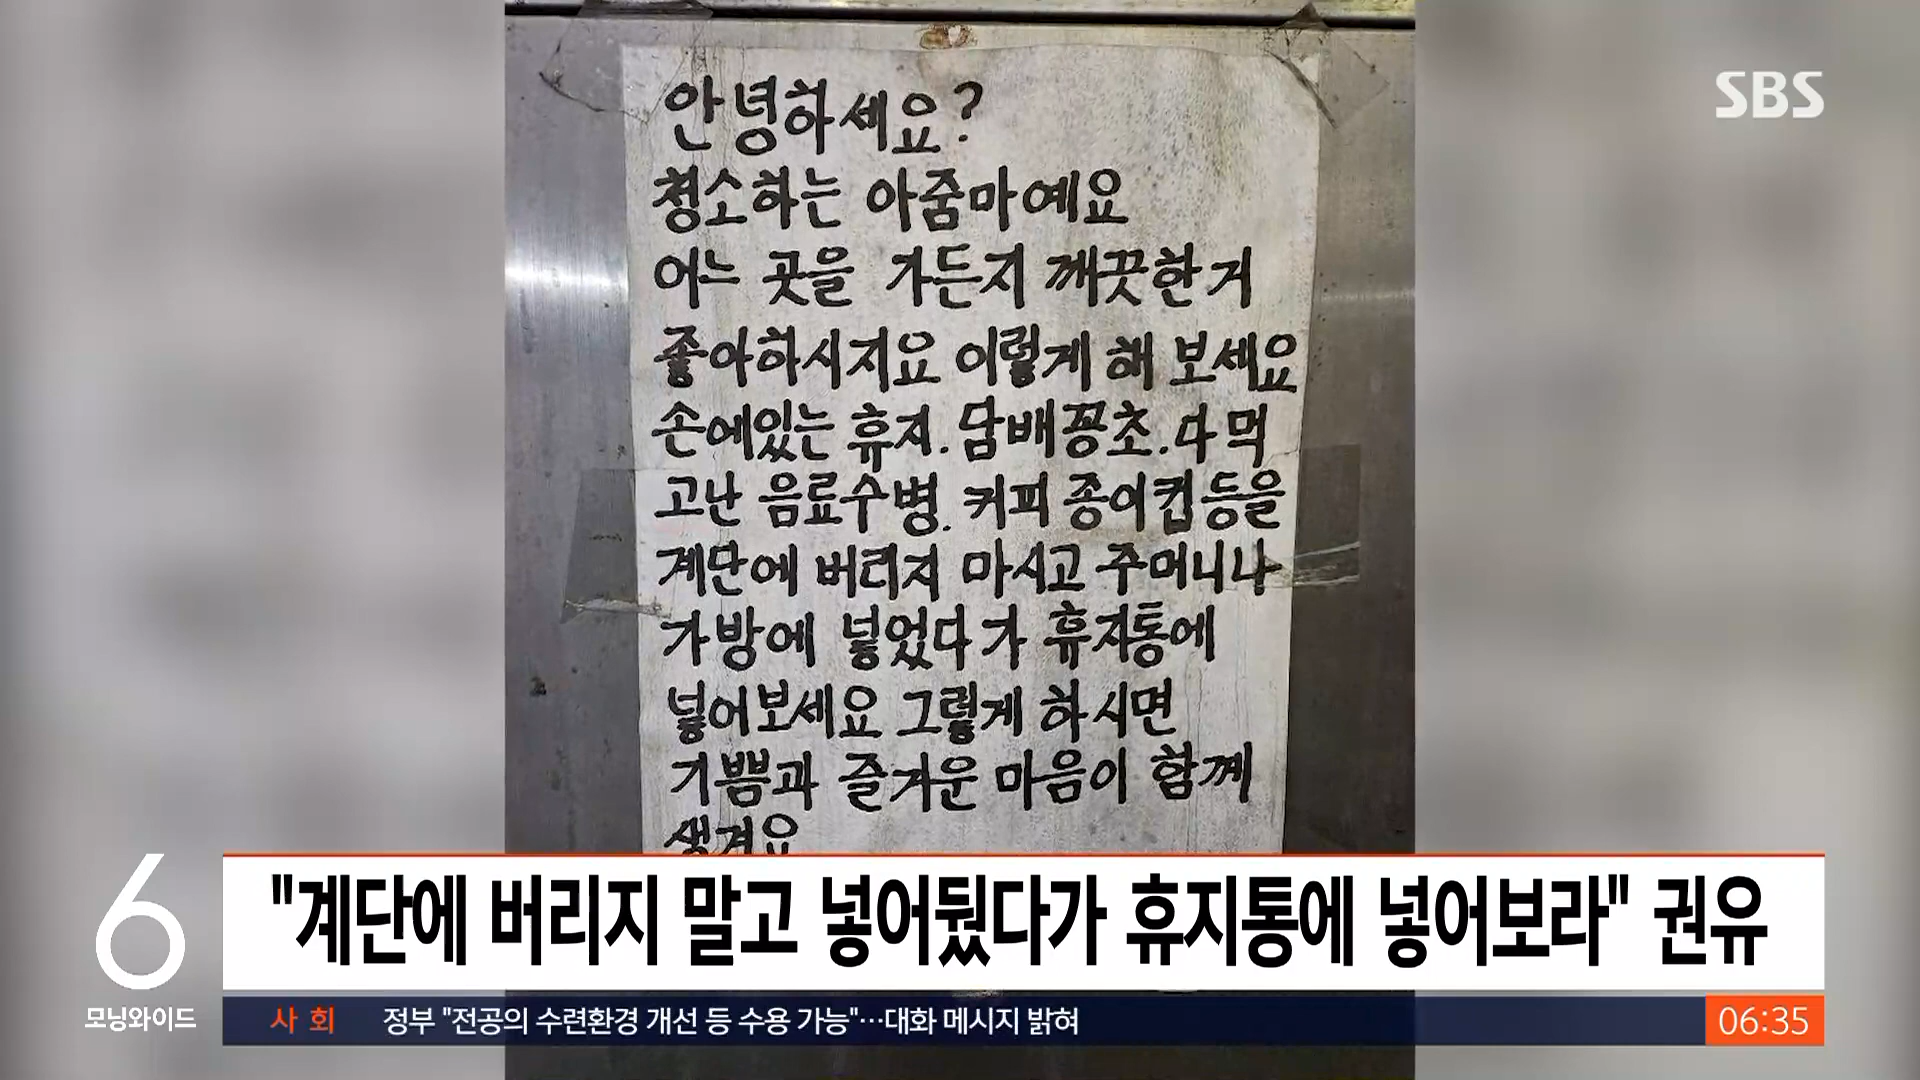 SBS
안녕하세요?
청소하는 아줌마예요
어느 곳을 가든지 깨끗한거
좋아하시지요 이렇게 해 보세요
손에있는 휴지. 담배꽁초. 다 먹
고난 음료수병. 커피 종이컵등을
계단에 버리지 마시고 주머니나
가방에 넣었다가 휴지통에
넣어보세요 그렇게 하시면
기쁨과 즐거운 마음이 함께
생겨요
"계단에 버리지 말고 넣어뒀다가 휴지통에 넣어보라" 권유
6
모닝와이드
사회 정부 "전공의 수련환경 개선 등 수용 가능"…대화 메시지 밝혀
06:35